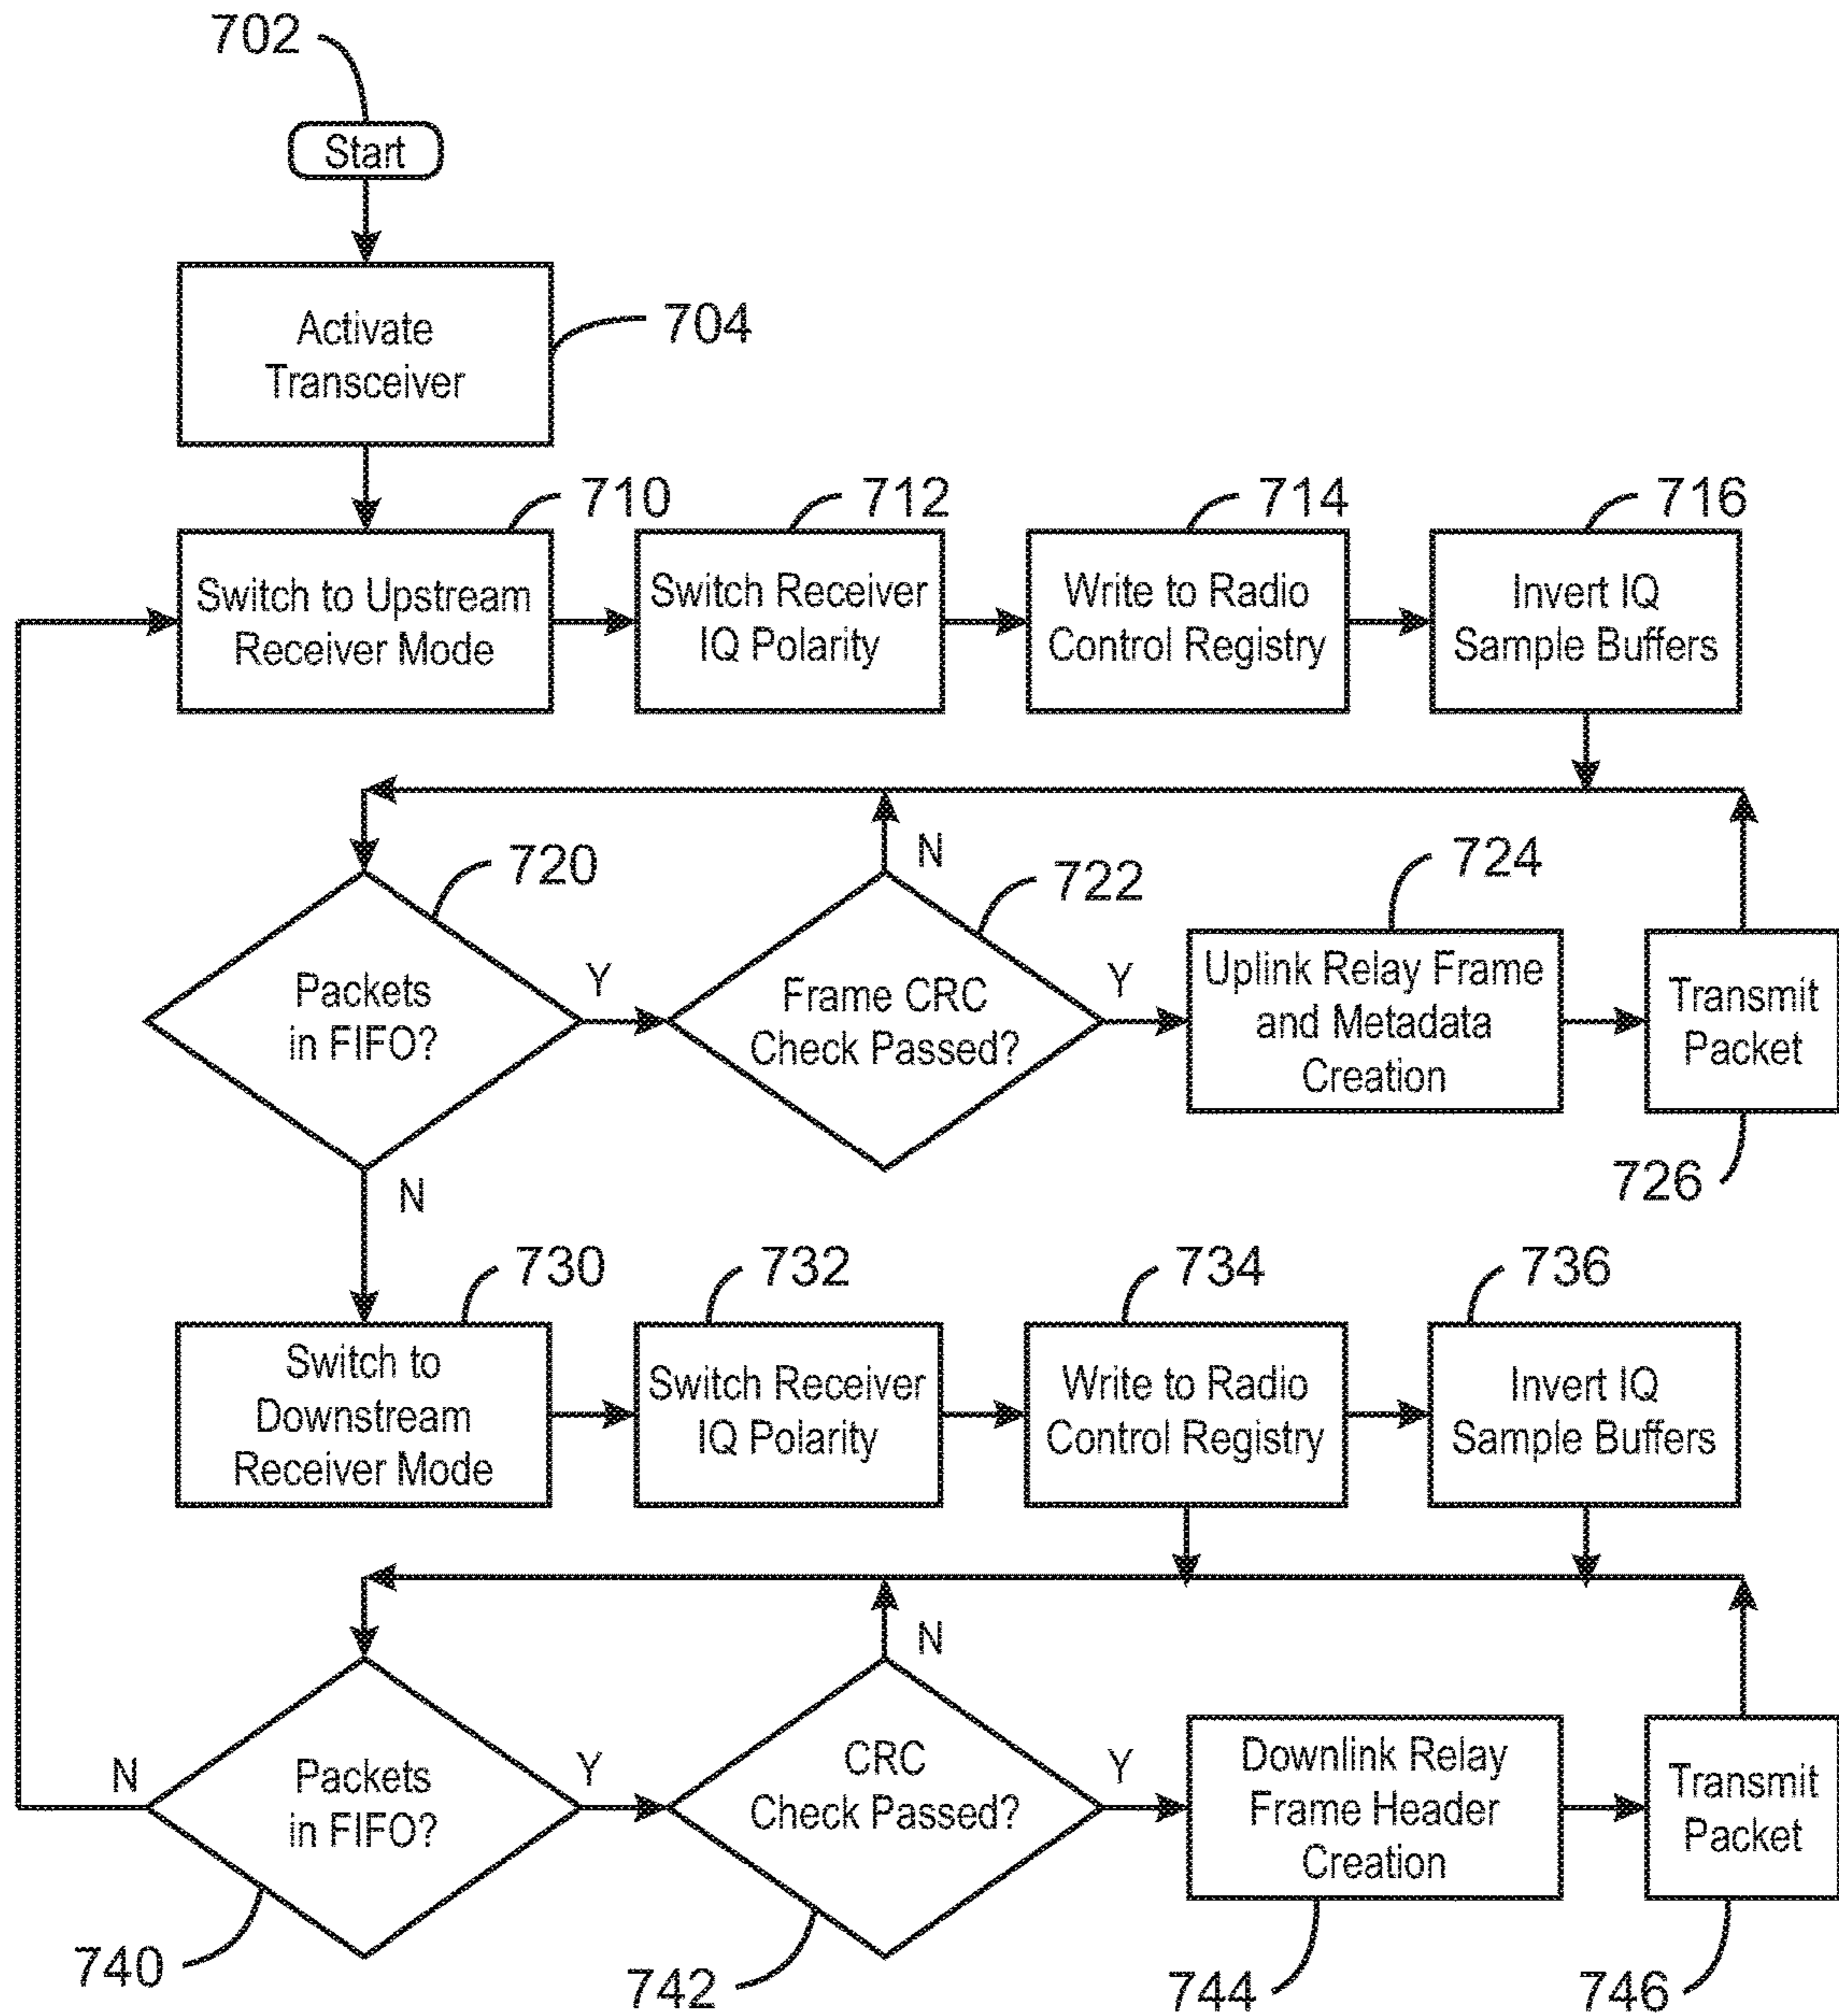 702
Start
Activate
Transceiver
704
710
712
714
716
Switch to Upstream
Receiver Mode
Switch Receiver
IQ Polarity
Write to Radio
Control Registry
Invert IQ
Sample Buffers
720
N
722
724
Packets
in FIFO?
Y
Frame CRC
Check Passed?
Y
Uplink Relay Frame
and Metadata
Creation
Transmit
Packet
726
N
730
732
734
736
Switch to
Downstream
Receiver Mode
Switch Receiver
IQ Polarity
Write to Radio
Control Registry
Invert IQ
Sample Buffers
N
N
Packets
in FIFO?
Y
CRC
Check Passed?
Y
Downlink Relay
Frame Header
Creation
Transmit
Packet
740
742
744
746